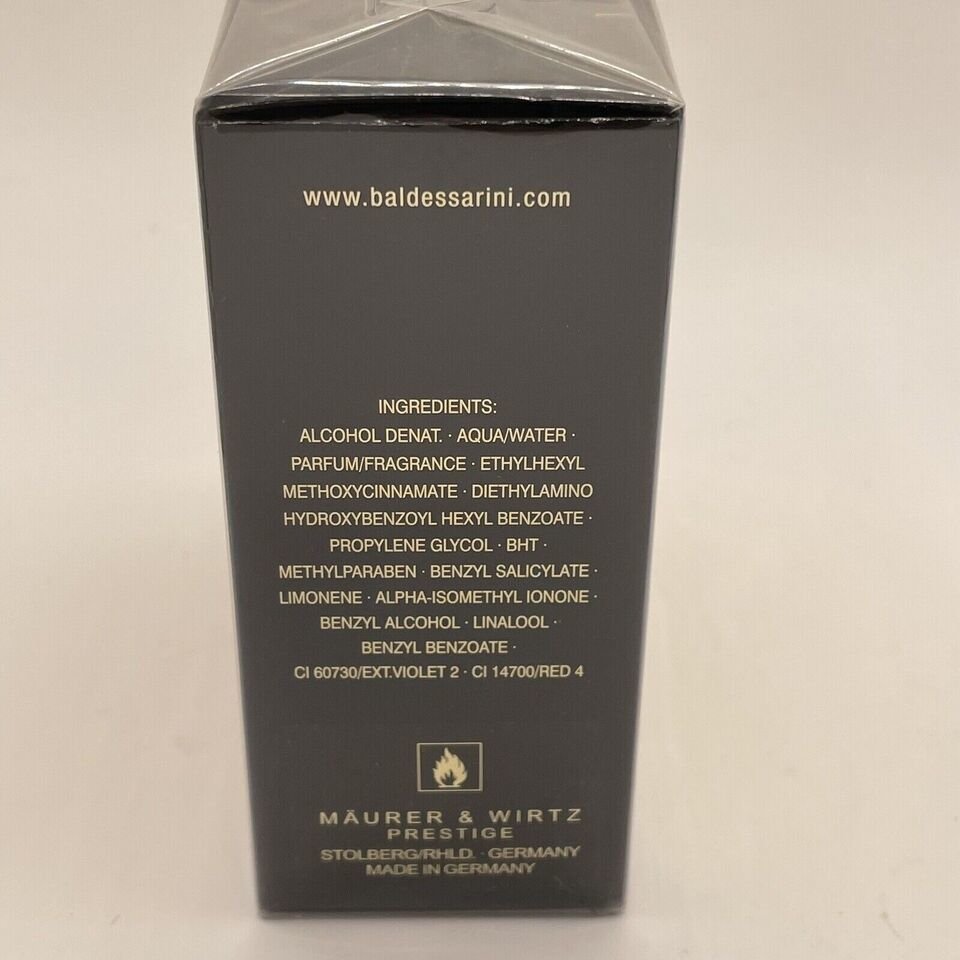 www.baldessarini.com
INGREDIENTS:
ALCOHOL DENAT. · AQUA/WATER ·
PARFUM/FRAGRANCE · ETHYLHEXYL
METHOXYCINNAMATE · DIETHYLAMINO
HYDROXYBENZOYL HEXYL BENZOATE ·
PROPYLENE GLYCOL · BHT ·
METHYLPARABEN · BENZYL SALICYLATE ·
LIMONENE · ALPHA-ISOMETHYL IONONE ·
BENZYL ALCOHOL · LINALOOL ·
BENZYL BENZOATE ·
CI 60730/EXT.VIOLET 2 · CI 14700/RED 4
MÄURER & WIRTZ
PRESTIGE
STOLBERG/RHLD. · GERMANY
MADE IN GERMANY